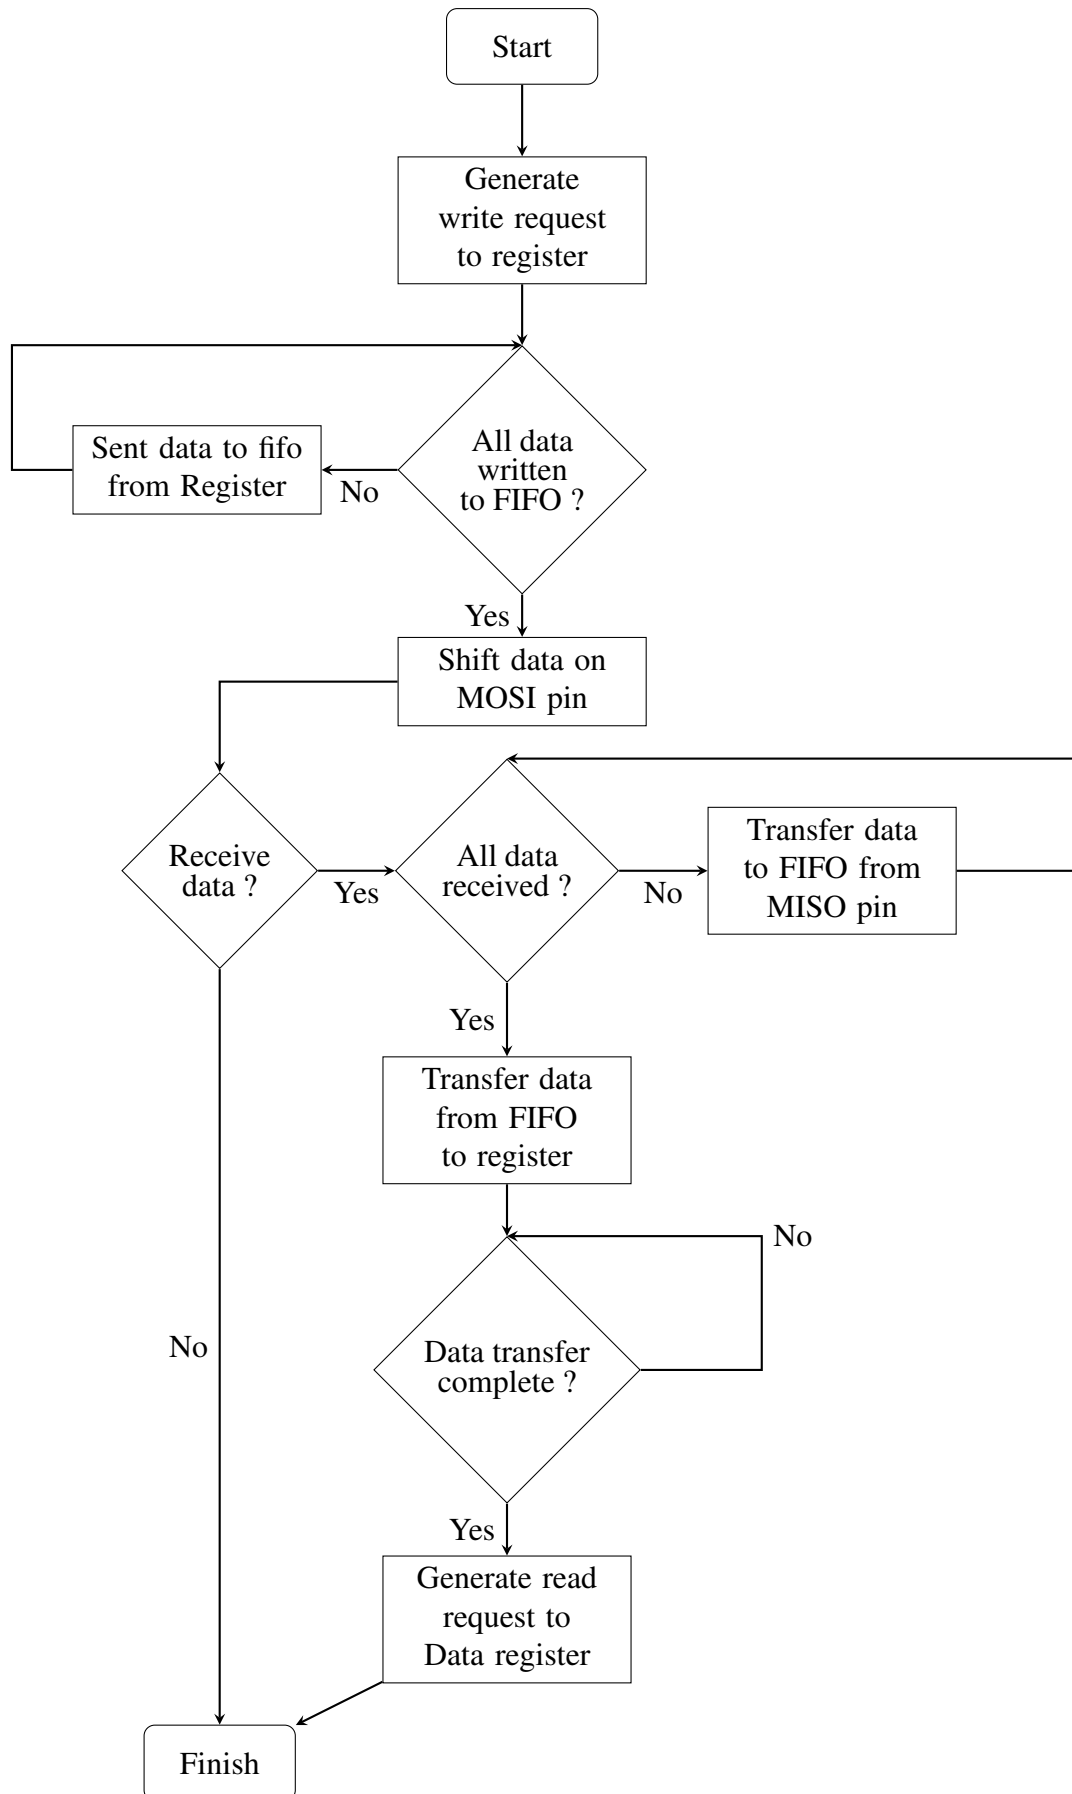 Start
Generate
write request
to register
All data
written
to FIFO ?
Sent data to fifo
from Register
No
Yes
Shift data on
MOSI pin
Receive
data ?
Yes
All data
received ?
No
Transfer data
to FIFO from
MISO pin
Yes
Transfer data
from FIFO
to register
No
Data transfer
complete ?
No
Yes
Generate read
request to
Data register
Finish